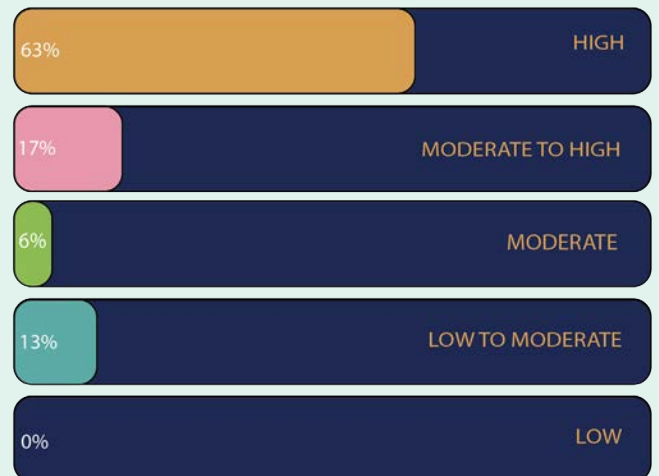 63% HIGH
17% MODERATE TO HIGH
6% MODERATE
13% LOW TO MODERATE
0% LOW